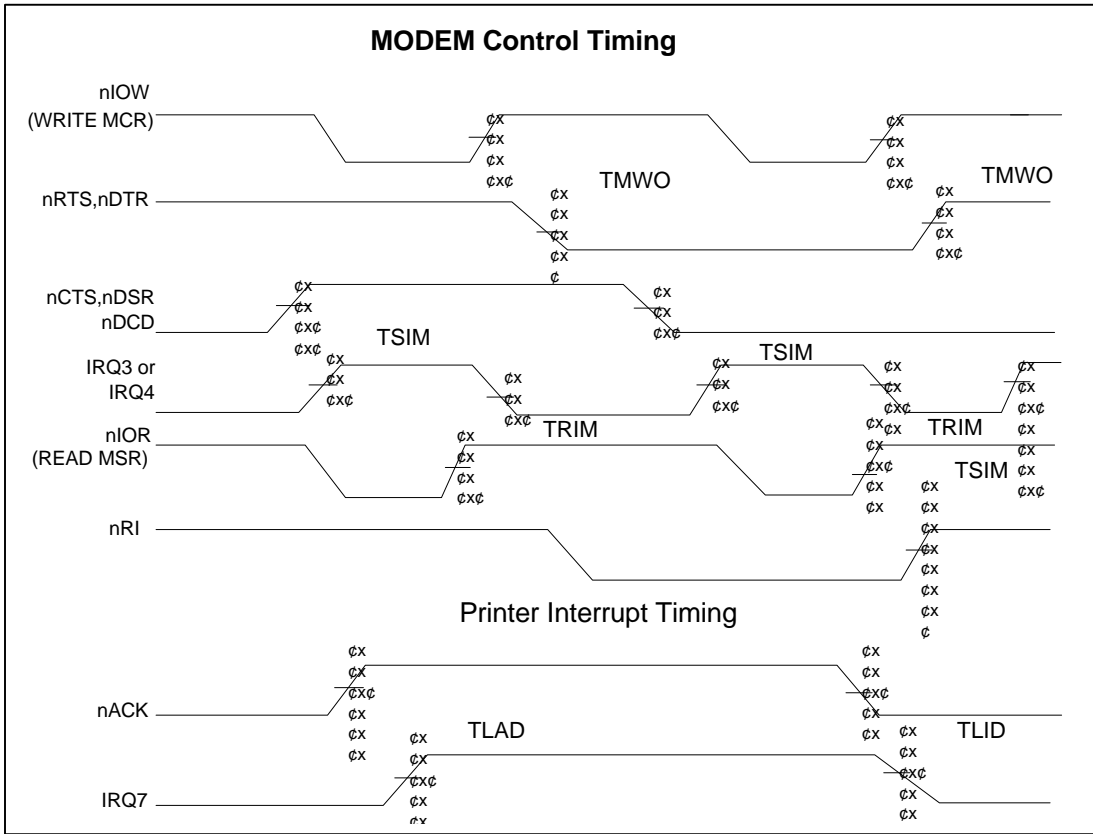 MODEM Control Timing
nIOW
(WRITE MCR)
¢x
¢x
¢x
¢x¢
¢x
¢x
¢x
¢x¢
TMWO
TMWO
nRTS,nDTR
¢x
¢x
¢x
¢x
¢
¢x
¢x
¢x
¢x¢
nCTS,nDSR
nDCD
¢x
¢x
¢x¢
¢x¢
¢x
¢x
¢x¢
TSIM
TSIM
IRQ3 or
IRQ4
¢x
¢x
¢x¢
¢x
¢x
¢x¢
¢x
¢x
¢x¢
¢x
¢x
¢x¢
¢x
¢x
¢x
¢x¢
¢x
¢x
¢x
¢x¢
TRIM
TRIM
nIOR
(READ MSR)
¢x
¢x
¢x
¢x¢
¢x
¢x
¢x¢
¢x
¢x
TSIM
nRI
¢x
¢x
¢x
¢x
¢x
¢x
¢x
¢
Printer Interrupt Timing
nACK
¢x
¢x
¢x¢
¢x
¢x
¢x
¢x
¢x
¢x¢
¢x
¢x
TLAD
TLID
IRQ7
¢x
¢x
¢x¢
¢x
¢x
¢x
¢x
¢x¢
¢x
¢x